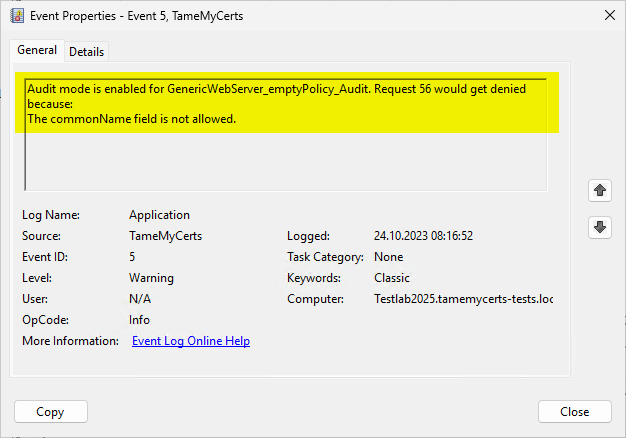 Event Properties - Event 5, TameMyCerts
General Details
Audit mode is enabled for GenericWebServer_emptyPolicy_Audit. Request 56 would get denied
because:
The commonName field is not allowed.
Log Name: Application
Source: TameMyCerts Logged: 24.10.2023 08:16:52
Event ID: 5 Task Category: None
Level: Warning Keywords: Classic
User: N/A Computer: Testlab2025.tamemycerts-tests.loc
OpCode: Info
More Information: Event Log Online Help
Copy Close